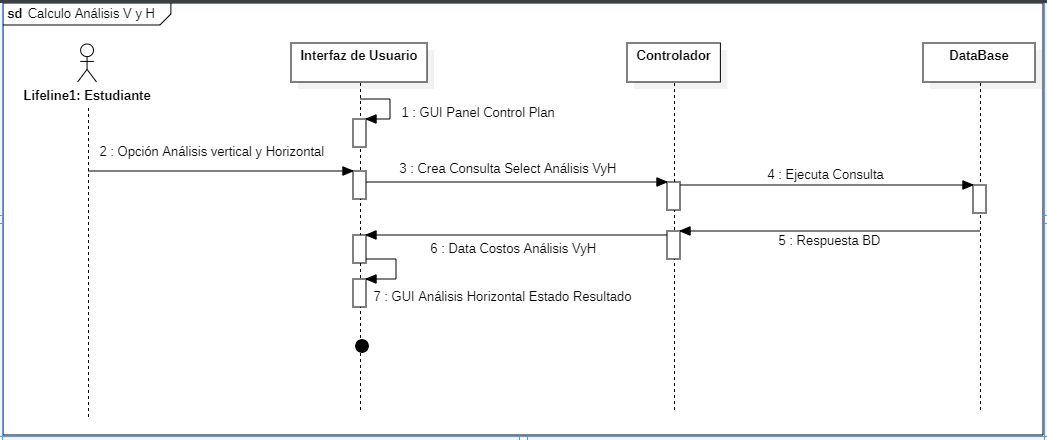 sd Calculo Análisis V y H
Interfaz de Usuario
Controlador
DataBase
Lifeline1: Estudiante
1 : GUI Panel Control Plan
2 : Opción Análisis vertical y Horizontal
3 : Crea Consulta Select Análisis VyH
4 : Ejecuta Consulta
5 : Respuesta BD
6 : Data Costos Análisis VyH
7 : GUI Análisis Horizontal Estado Resultado